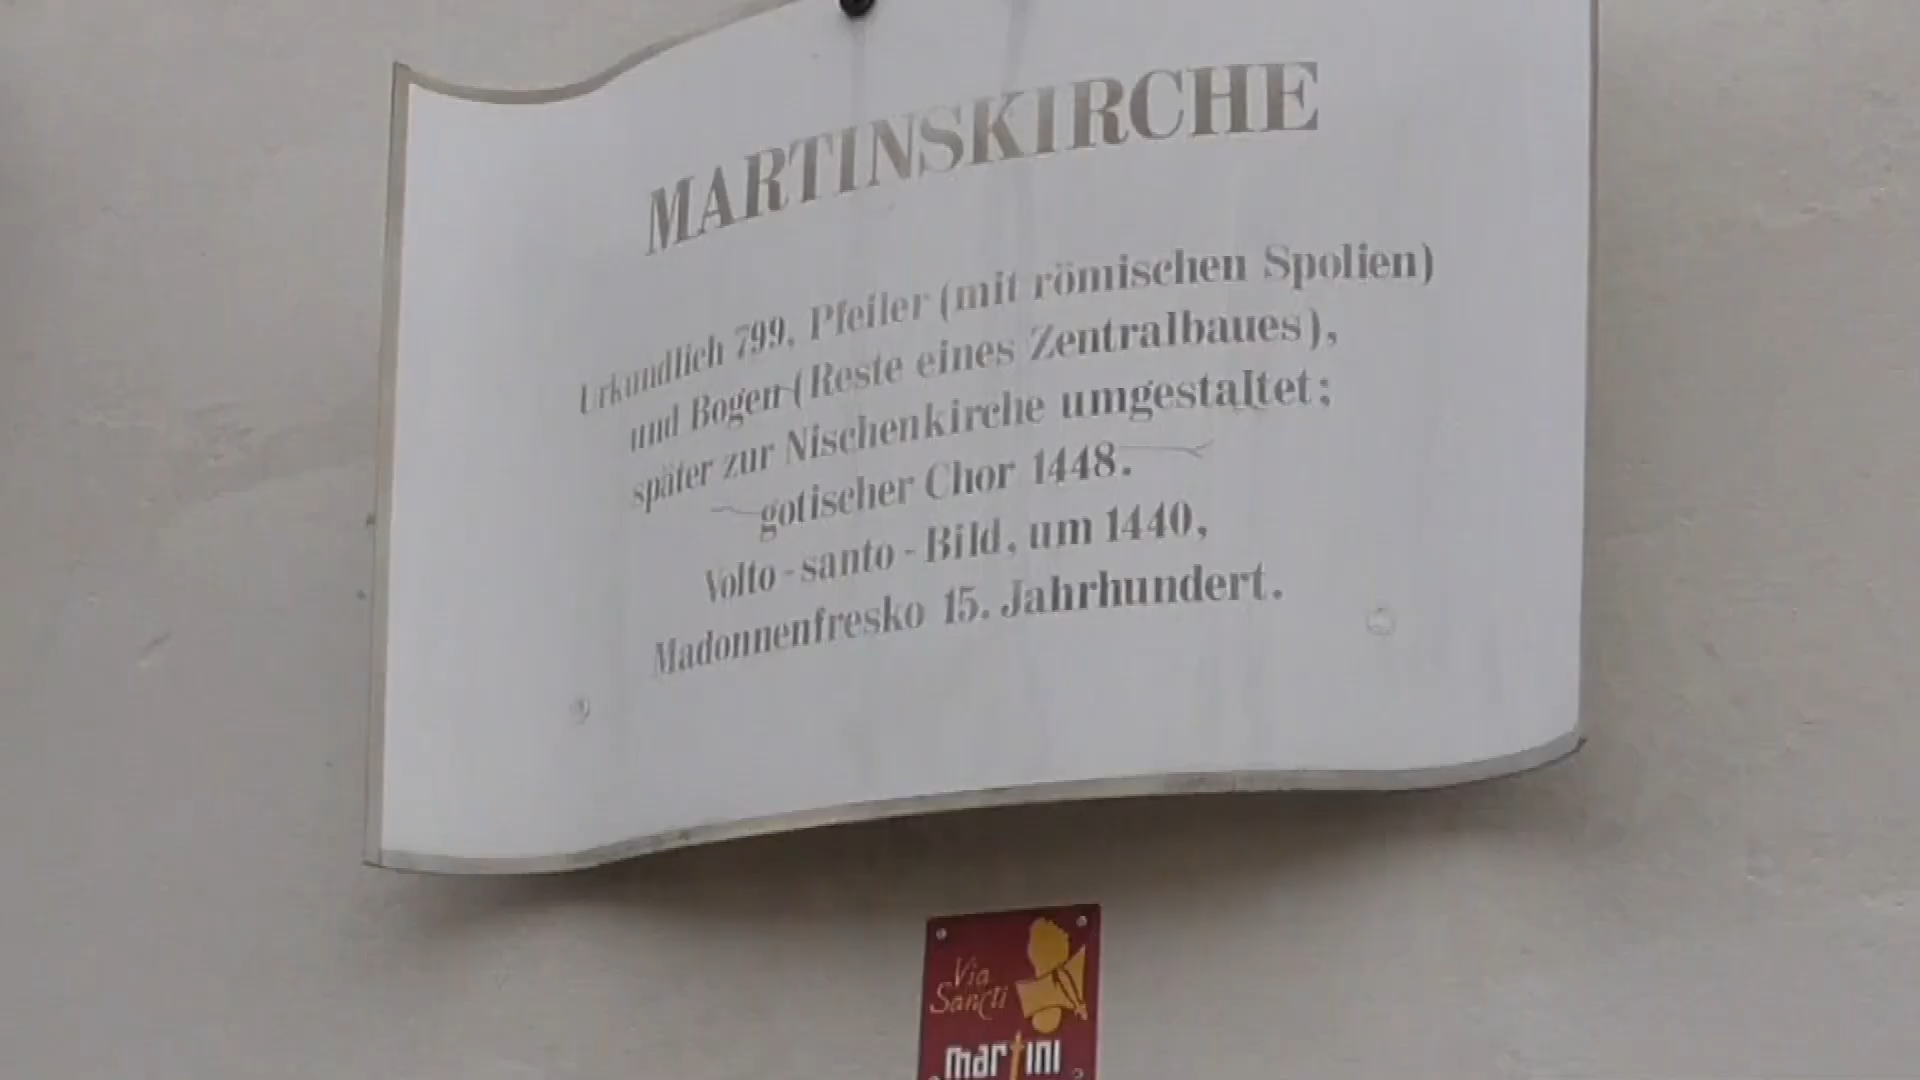 MARTINSKIRCHE
Urkundlich 799, Pfeiler (mit römischen Spolien)
und Bogen (Reste eines Zentralbaues),
später zur Nischenkirche umgestaltet;
gotischer Chor 1448.
Volto-santo-Bild, um 1440,
Madonnenfresko 15. Jahrhundert.
Via
Sancti
martini